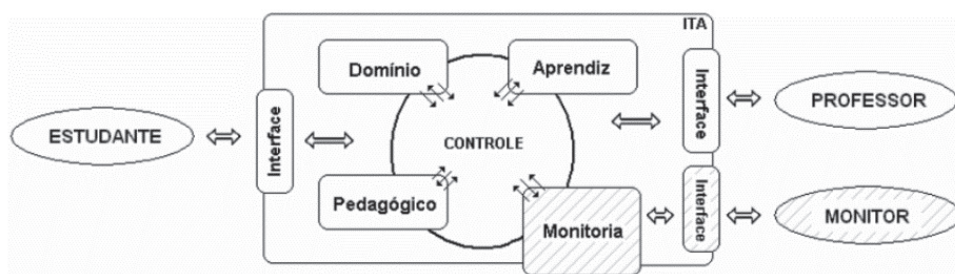 ITA
Domínio
Aprendiz
Interface
PROFESSOR
ESTUDANTE
Interface
CONTROLE
Pedagógico
Monitoria
Interface
MONITOR